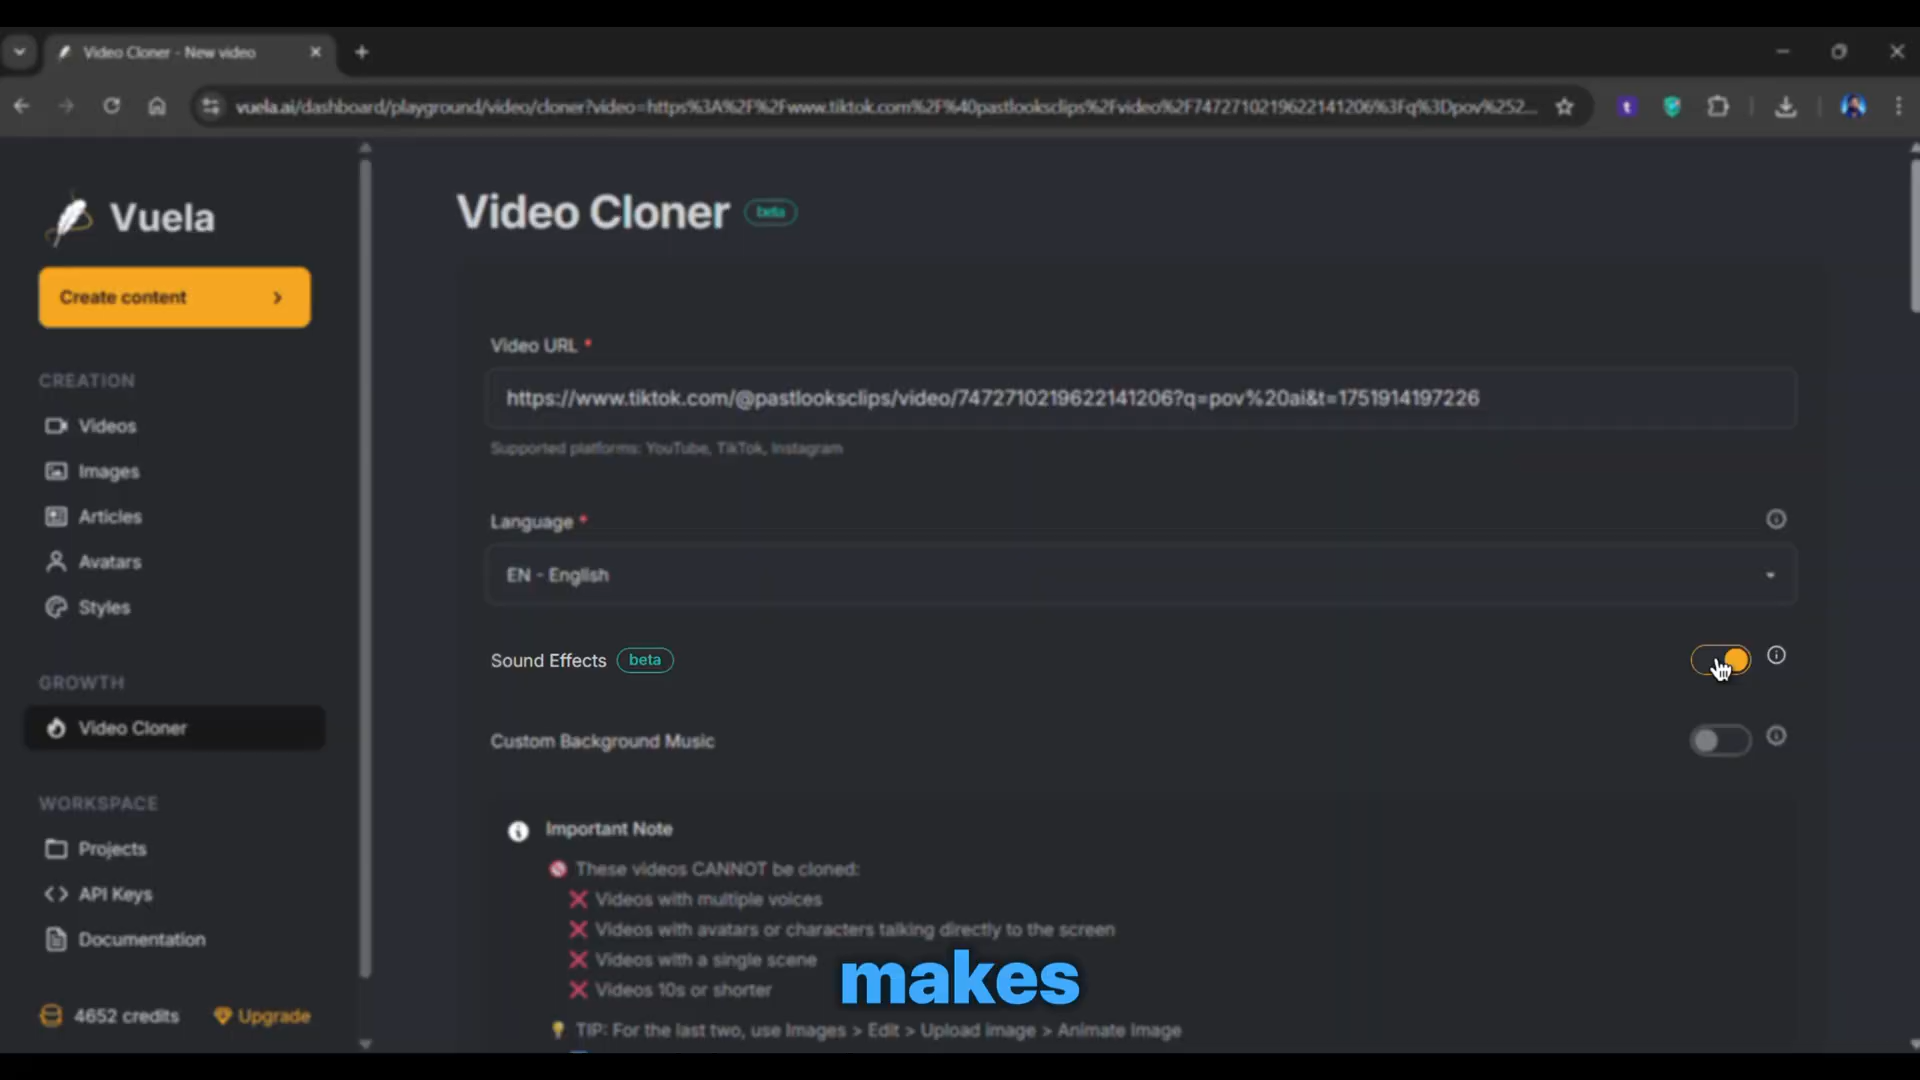 Video Cloner - New video
vuela.ai/dashboard/playground/video/cloner?video=https%3A%2F%2Fwww.tiktok.com%2F%40pastlooksclips%2Fvideo%2F7472710219622141206%3Fq%3Dpov%252...
Vuela
Create content
CREATION
Videos
Images
Articles
Avatars
Styles
GROWTH
Video Cloner
WORKSPACE
Projects
API Keys
Documentation
4652 credits
Upgrade
Video Cloner beta
Video URL *
https://www.tiktok.com/@pastlooksclips/video/7472710219622141206?q=pov%20ai&t=1751914197226
Supported platforms: YouTube, TikTok, Instagram
Language *
EN - English
Sound Effects beta
Custom Background Music
Important Note
These videos CANNOT be cloned:
Videos with multiple voices
Videos with avatars or characters talking directly to the screen
Videos with a single scene
Videos 10s or shorter
TIP: For the last two, use Images > Edit > Upload image > Animate Image
makes